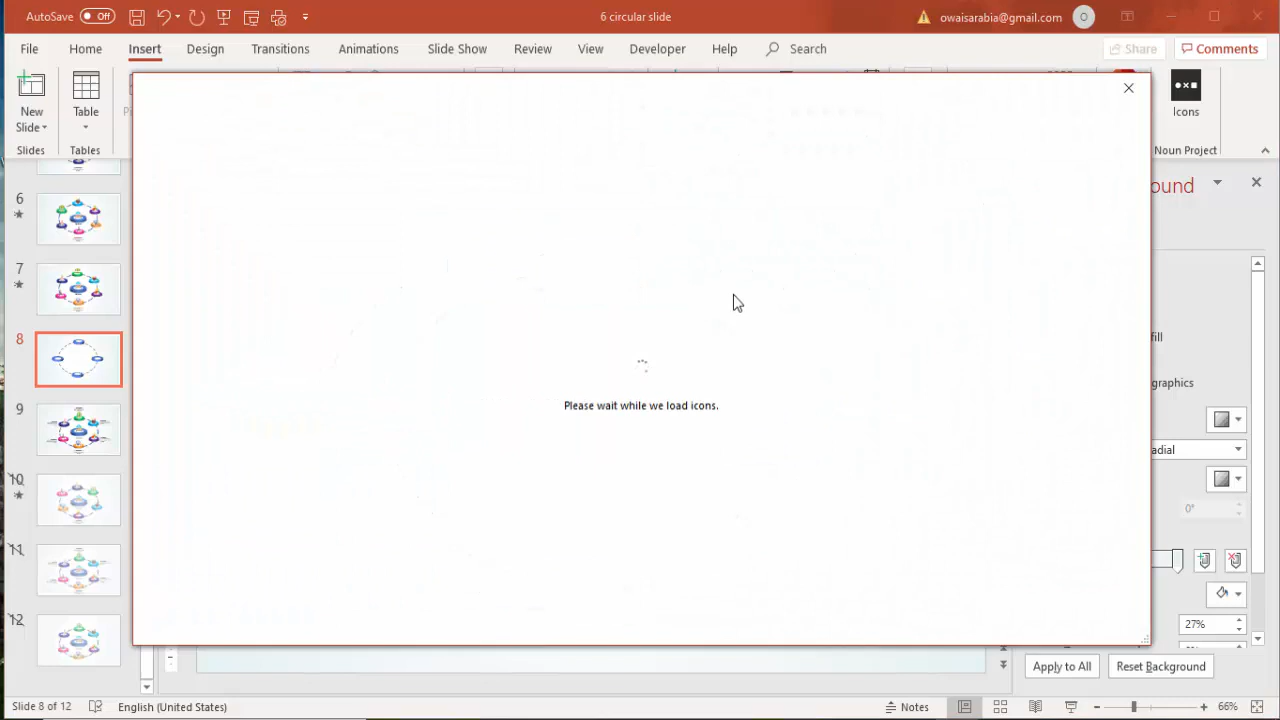 AutoSave Off
6 circular slide
owaisarabia@gmail.com O
File Home Insert Design Transitions Animations Slide Show Review View Developer Help Search Share Comments
New
Slide
Table
Icons
Slides
Tables
Noun Project
ound
6
7
8
9
10
11
12
Please wait while we load icons.
fill
graphics
adial
0°
27%
Apply to All Reset Background
Slide 8 of 12 English (United States) Notes 66%